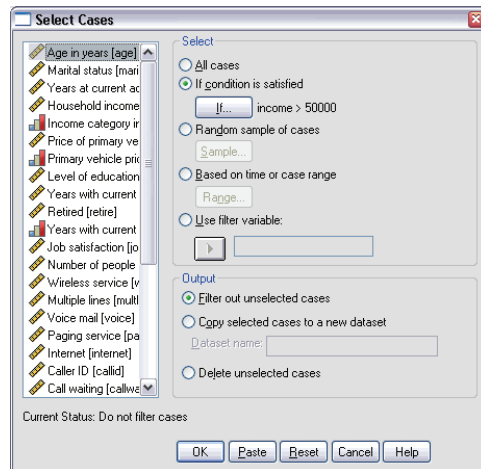 Select Cases
Age in years [age]
Marital status [mari
Years at current ad
Household income
Income category ir
Price of primary ve
Primary vehicle pric
Level of education
Years with current
Retired [retire]
Years with current
Job satisfaction [jo
Number of people
Wireless service [w
Multiple lines [multl
Voice mail [voice]
Paging service [pa
Internet [internet]
Caller ID [callid]
Call waiting [callwa
Select
All cases
If condition is satisfied
If... income > 50000
Random sample of cases
Sample...
Based on time or case range
Range...
Use filter variable:
Output
Filter out unselected cases
Copy selected cases to a new dataset
Dataset name:
Delete unselected cases
Current Status: Do not filter cases
OK Paste Reset Cancel Help